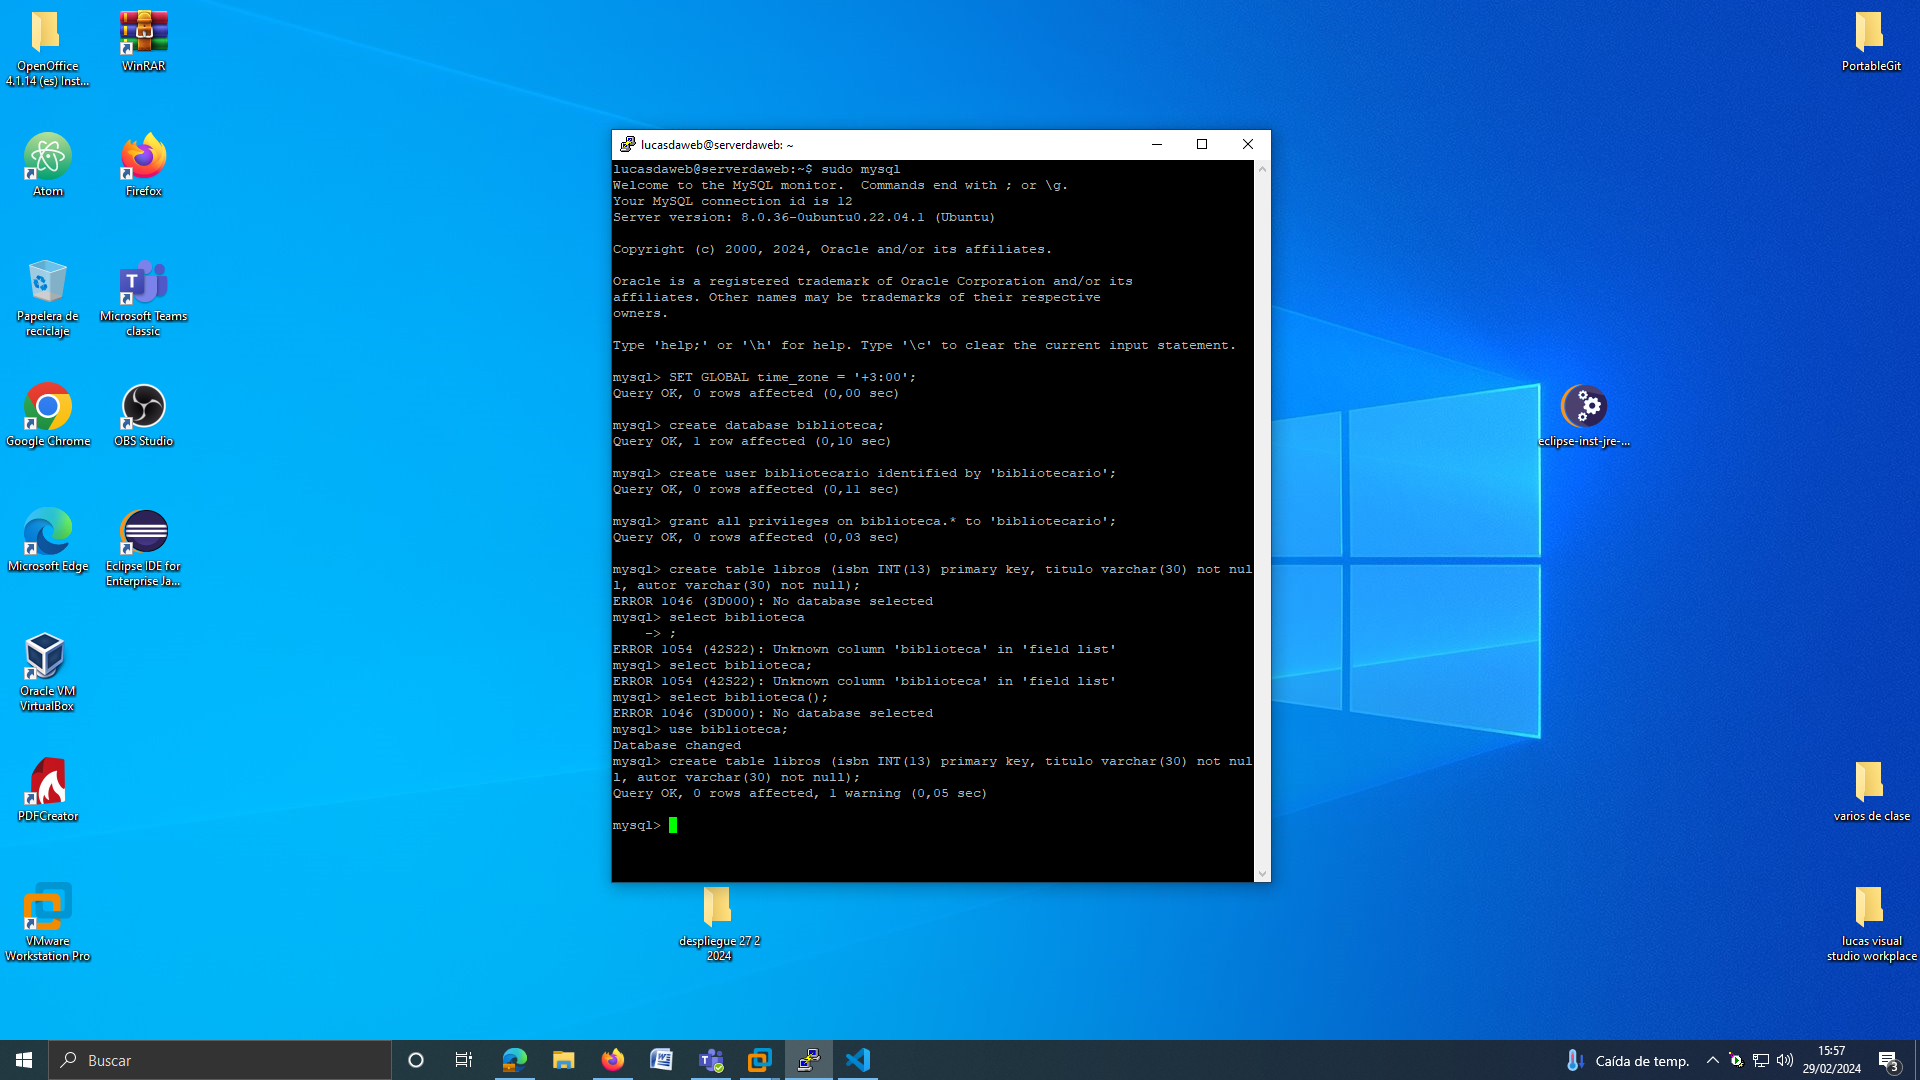 OpenOffice
4.1.14 (es) Inst...
WinRAR
Atom
Firefox
Papelera de
reciclaje
Microsoft Teams
classic
Google Chrome
OBS Studio
Microsoft Edge
Eclipse IDE for
Enterprise Ja...
Oracle VM
VirtualBox
PDFCreator
VMware
Workstation Pro
lucasdaweb@serverdaweb: ~
lucasdaweb@serverdaweb:~$ sudo mysql
Welcome to the MySQL monitor.  Commands end with ; or \g.
Your MySQL connection id is 12
Server version: 8.0.36-0ubuntu0.22.04.1 (Ubuntu)
Copyright (c) 2000, 2024, Oracle and/or its affiliates.
Oracle is a registered trademark of Oracle Corporation and/or its
affiliates. Other names may be trademarks of their respective
owners.
Type 'help;' or '\h' for help. Type '\c' to clear the current input statement.
mysql> SET GLOBAL time_zone = '+3:00';
Query OK, 0 rows affected (0,00 sec)
mysql> create database biblioteca;
Query OK, 1 row affected (0,10 sec)
mysql> create user bibliotecario identified by 'bibliotecario';
Query OK, 0 rows affected (0,11 sec)
mysql> grant all privileges on biblioteca.* to 'bibliotecario';
Query OK, 0 rows affected (0,03 sec)
mysql> create table libros (isbn INT(13) primary key, titulo varchar(30) not nul
l, autor varchar(30) not null);
ERROR 1046 (3D000): No database selected
mysql> select biblioteca
    -> ;
ERROR 1054 (42S22): Unknown column 'biblioteca' in 'field list'
mysql> select biblioteca;
ERROR 1054 (42S22): Unknown column 'biblioteca' in 'field list'
mysql> select biblioteca();
ERROR 1046 (3D000): No database selected
mysql> use biblioteca;
Database changed
mysql> create table libros (isbn INT(13) primary key, titulo varchar(30) not nul
l, autor varchar(30) not null);
Query OK, 0 rows affected, 1 warning (0,05 sec)
mysql>
despliegue 27 2
2024
PortableGit
eclipse-inst-jre-...
varios de clase
lucas visual
studio workplace
Buscar
Caída de temp.
15:57
29/02/2024
3